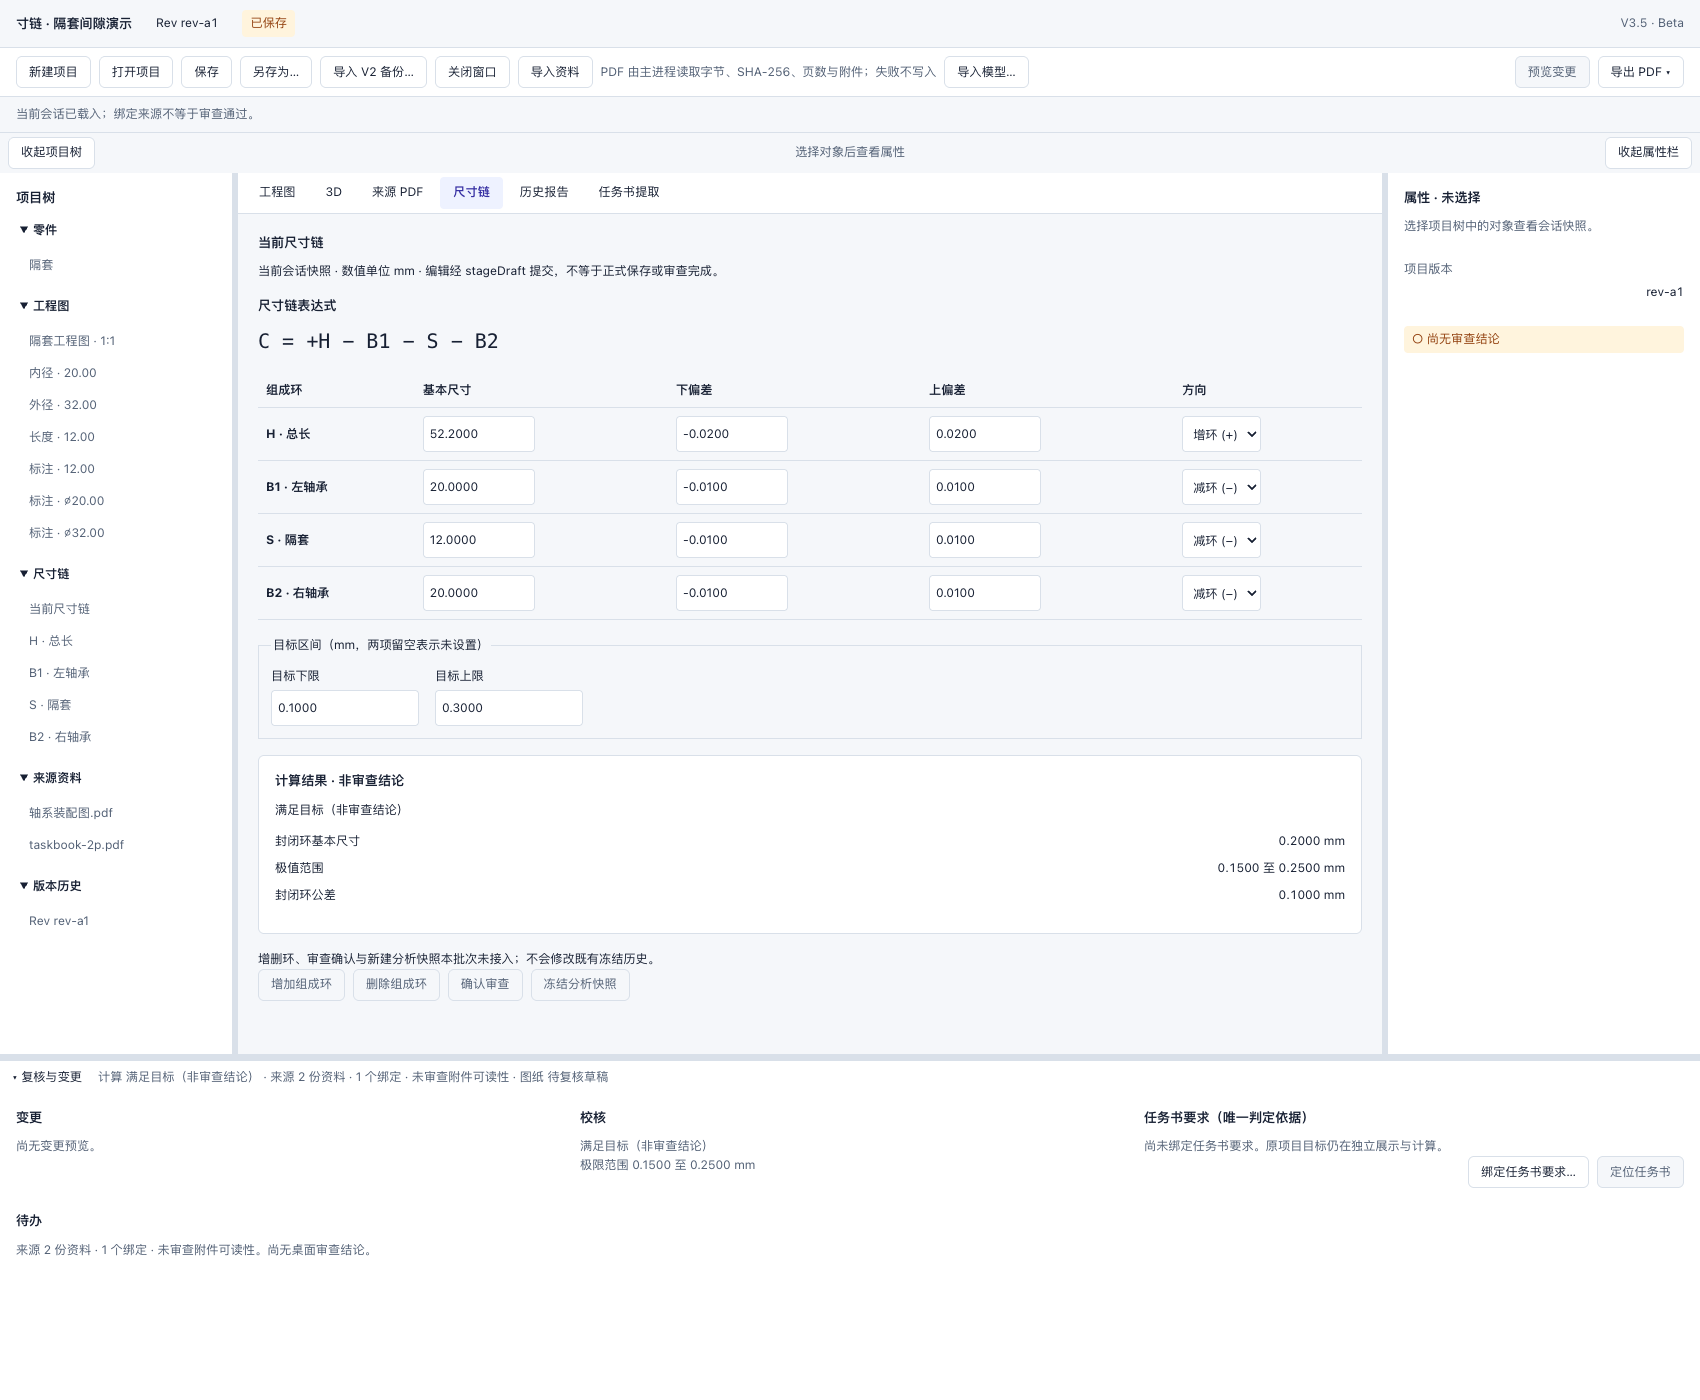 寸链 · 隔套间隙演示 Rev rev-a1 已保存 V3.5 · Beta
新建项目 打开项目 保存 另存为... 导入 V2 备份... 关闭窗口 导入资料 PDF 由主进程读取字节、SHA-256、页数与附件；失败不写入 导入模型... 预览变更 导出 PDF ▾
当前会话已载入；绑定来源不等于审查通过。
收起项目树 选择对象后查看属性 收起属性栏
项目树
▼ 零件
隔套
▼ 工程图
隔套工程图 · 1:1
内径 · 20.00
外径 · 32.00
长度 · 12.00
标注 · 12.00
标注 · ⌀20.00
标注 · ⌀32.00
▼ 尺寸链
当前尺寸链
H · 总长
B1 · 左轴承
S · 隔套
B2 · 右轴承
▼ 来源资料
轴系装配图.pdf
taskbook-2p.pdf
▼ 版本历史
Rev rev-a1
工程图 3D 来源 PDF 尺寸链 历史报告 任务书提取
当前尺寸链
当前会话快照 · 数值单位 mm · 编辑经 stageDraft 提交，不等于正式保存或审查完成。
尺寸链表达式
C = +H − B1 − S − B2
组成环 基本尺寸 下偏差 上偏差 方向
H · 总长 52.2000 -0.0200 0.0200 增环 (+)
B1 · 左轴承 20.0000 -0.0100 0.0100 减环 (−)
S · 隔套 12.0000 -0.0100 0.0100 减环 (−)
B2 · 右轴承 20.0000 -0.0100 0.0100 减环 (−)
目标区间（mm，两项留空表示未设置）
目标下限 目标上限
0.1000 0.3000
计算结果 · 非审查结论
满足目标（非审查结论）
封闭环基本尺寸 0.2000 mm
极值范围 0.1500 至 0.2500 mm
封闭环公差 0.1000 mm
增删环、审查确认与新建分析快照本批次未接入；不会修改既有冻结历史。
增加组成环 删除组成环 确认审查 冻结分析快照
属性 · 未选择
选择项目树中的对象查看会话快照。
项目版本
rev-a1
○ 尚无审查结论
▾ 复核与变更 计算 满足目标（非审查结论） · 来源 2 份资料 · 1 个绑定 · 未审查附件可读性 · 图纸 待复核草稿
变更
尚无变更预览。
校核
满足目标（非审查结论）
极限范围 0.1500 至 0.2500 mm
任务书要求（唯一判定依据）
尚未绑定任务书要求。原项目目标仍在独立展示与计算。
绑定任务书要求... 定位任务书
待办
来源 2 份资料 · 1 个绑定 · 未审查附件可读性。尚无桌面审查结论。